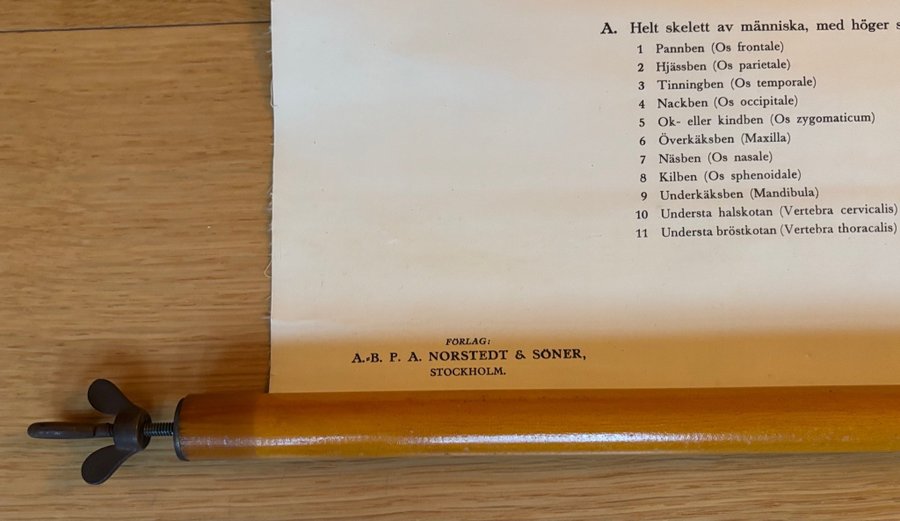 A. Helt skelett av människa, med höger
1 Pannben (Os frontale)
2 Hjässben (Os parietale)
3 Tinningben (Os temporale)
4 Nackben (Os occipitale)
5 Ok- eller kindben (Os zygomaticum)
6 Överkäksben (Maxilla)
7 Näsben (Os nasale)
8 Kilben (Os sphenoidale)
9 Underkäksben (Mandibula)
10 Understa halskotan (Vertebra cervicalis)
11 Understa bröstkotan (Vertebra thoracalis)
FÖRLAG:
A.-B. P. A. NORSTEDT & SÖNER,
STOCKHOLM.